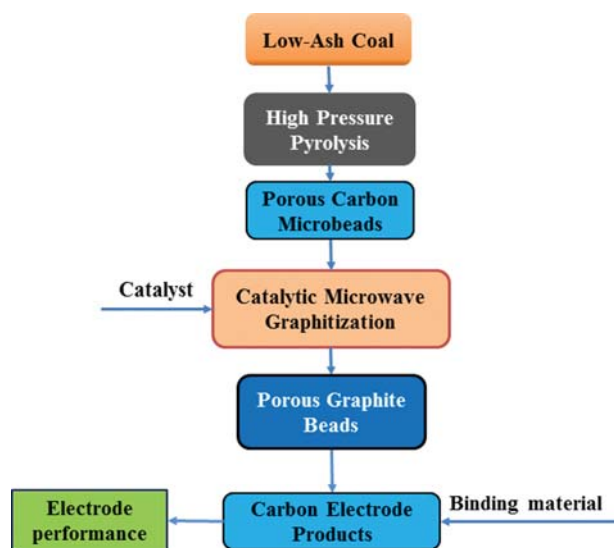 Low-Ash Coal
High Pressure
Pyrolysis
Porous Carbon
Microbeads
Catalyst
Catalytic Microwave
Graphitization
Porous Graphite
Beads
Electrode
performance
Carbon Electrode
Products
Binding material